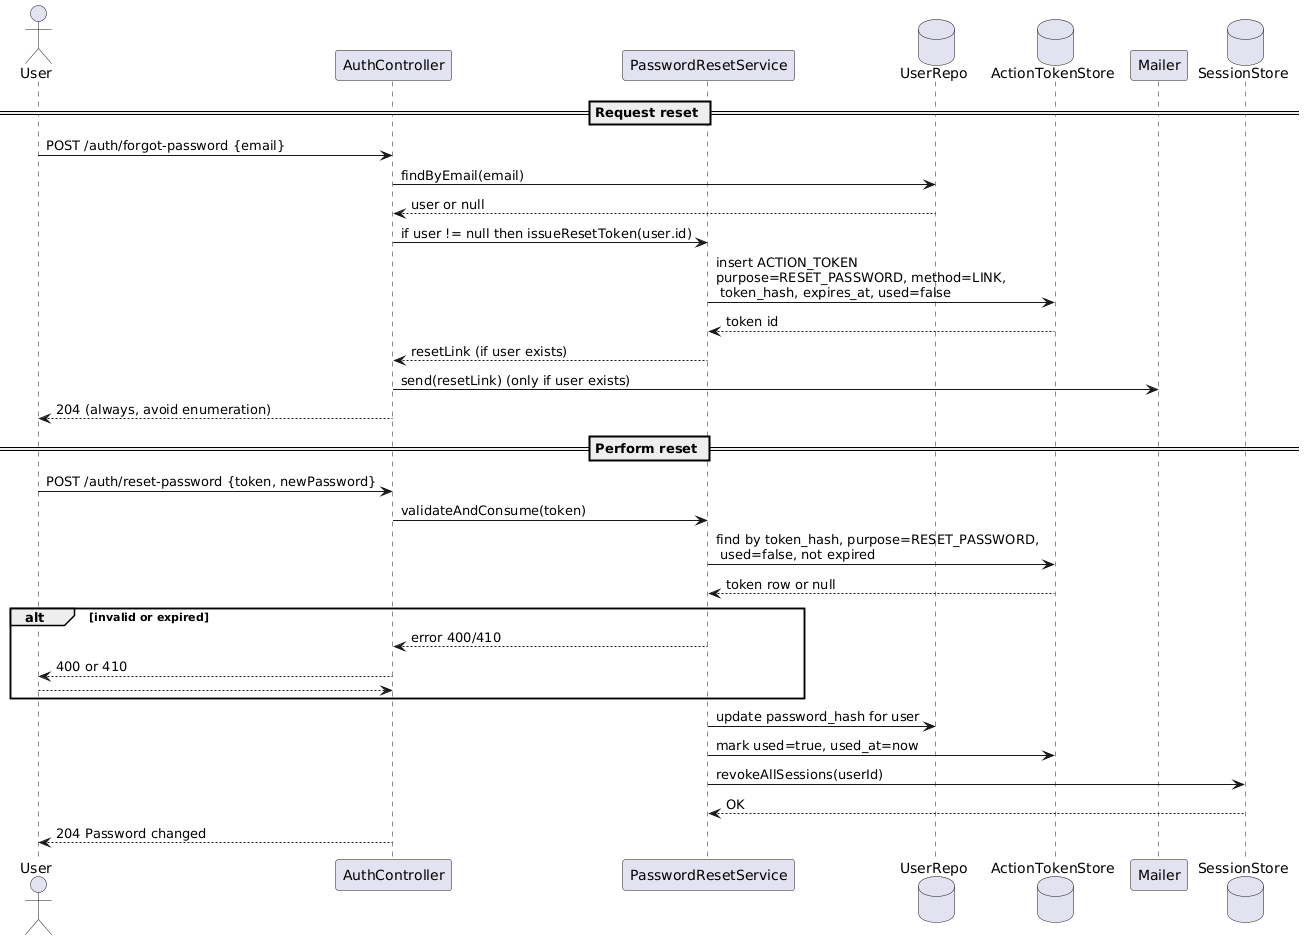 User
AuthController
PasswordResetService
UserRepo
ActionTokenStore
Mailer
SessionStore
Request reset
POST /auth/forgot-password {email}
findByEmail(email)
user or null
if user != null then issueResetToken(user.id)
insert ACTION_TOKEN
purpose=RESET_PASSWORD, method=LINK,
token_hash, expires_at, used=false
token id
resetLink (if user exists)
send(resetLink) (only if user exists)
204 (always, avoid enumeration)
Perform reset
POST /auth/reset-password {token, newPassword}
validateAndConsume(token)
find by token_hash, purpose=RESET_PASSWORD,
used=false, not expired
token row or null
alt [invalid or expired]
error 400/410
400 or 410
update password_hash for user
mark used=true, used_at=now
revokeAllSessions(userId)
OK
204 Password changed
User
AuthController
PasswordResetService
UserRepo
ActionTokenStore
Mailer
SessionStore